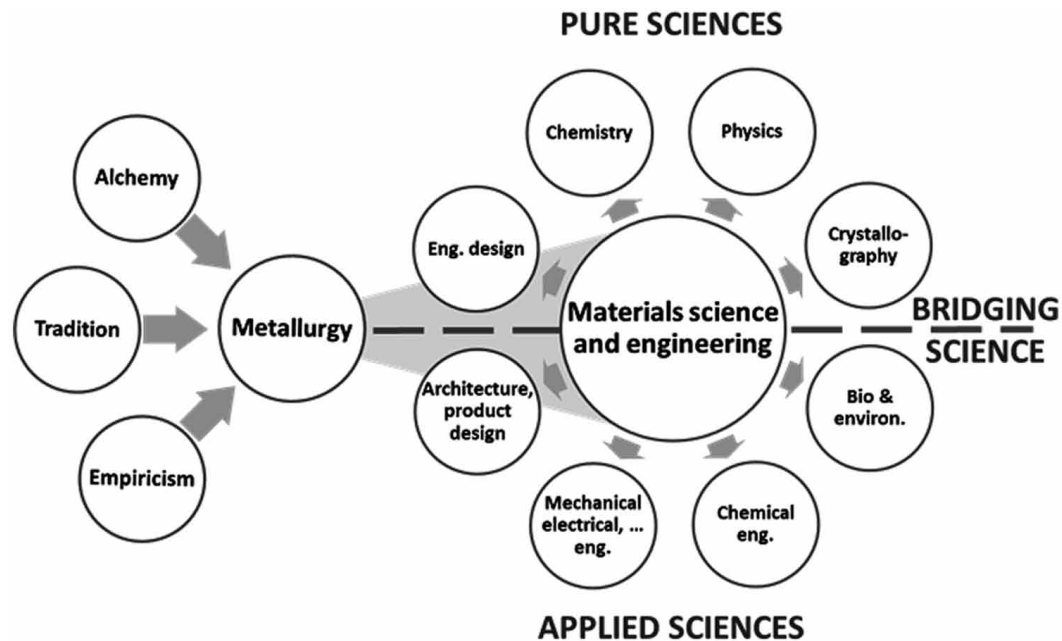 PURE SCIENCES
Chemistry
Physics
Alchemy
Eng. design
Crystallo-
graphy
Tradition
Metallurgy
Materials science
and engineering
BRIDGING
SCIENCE
Architecture,
product
design
Bio &
environ.
Empiricism
Mechanical
electrical, ...
eng.
Chemical
eng.
APPLIED SCIENCES